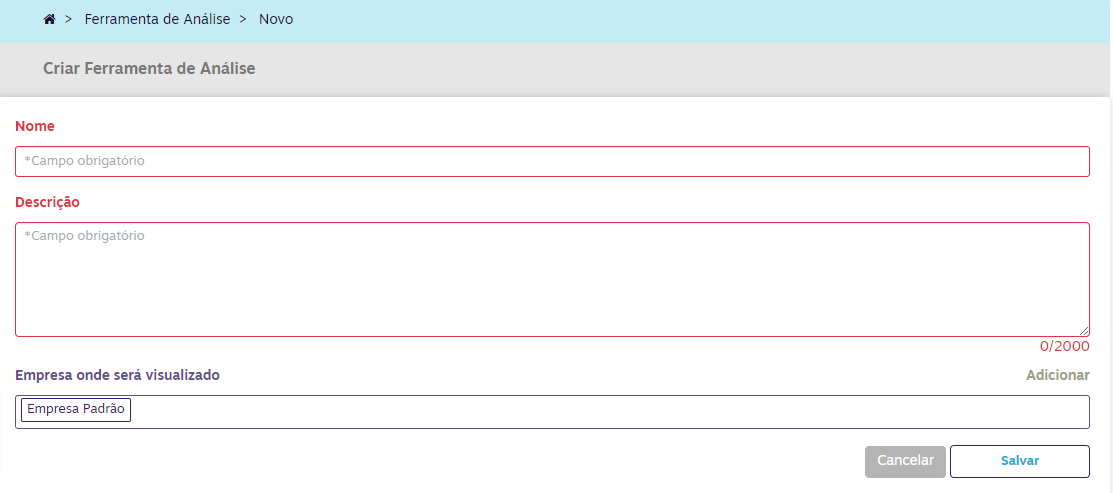 > Ferramenta de Análise > Novo
Criar Ferramenta de Análise
Nome
*Campo obrigatório
Descrição
*Campo obrigatório
0/2000
Empresa onde será visualizado Adicionar
Empresa Padrão
Cancelar Salvar